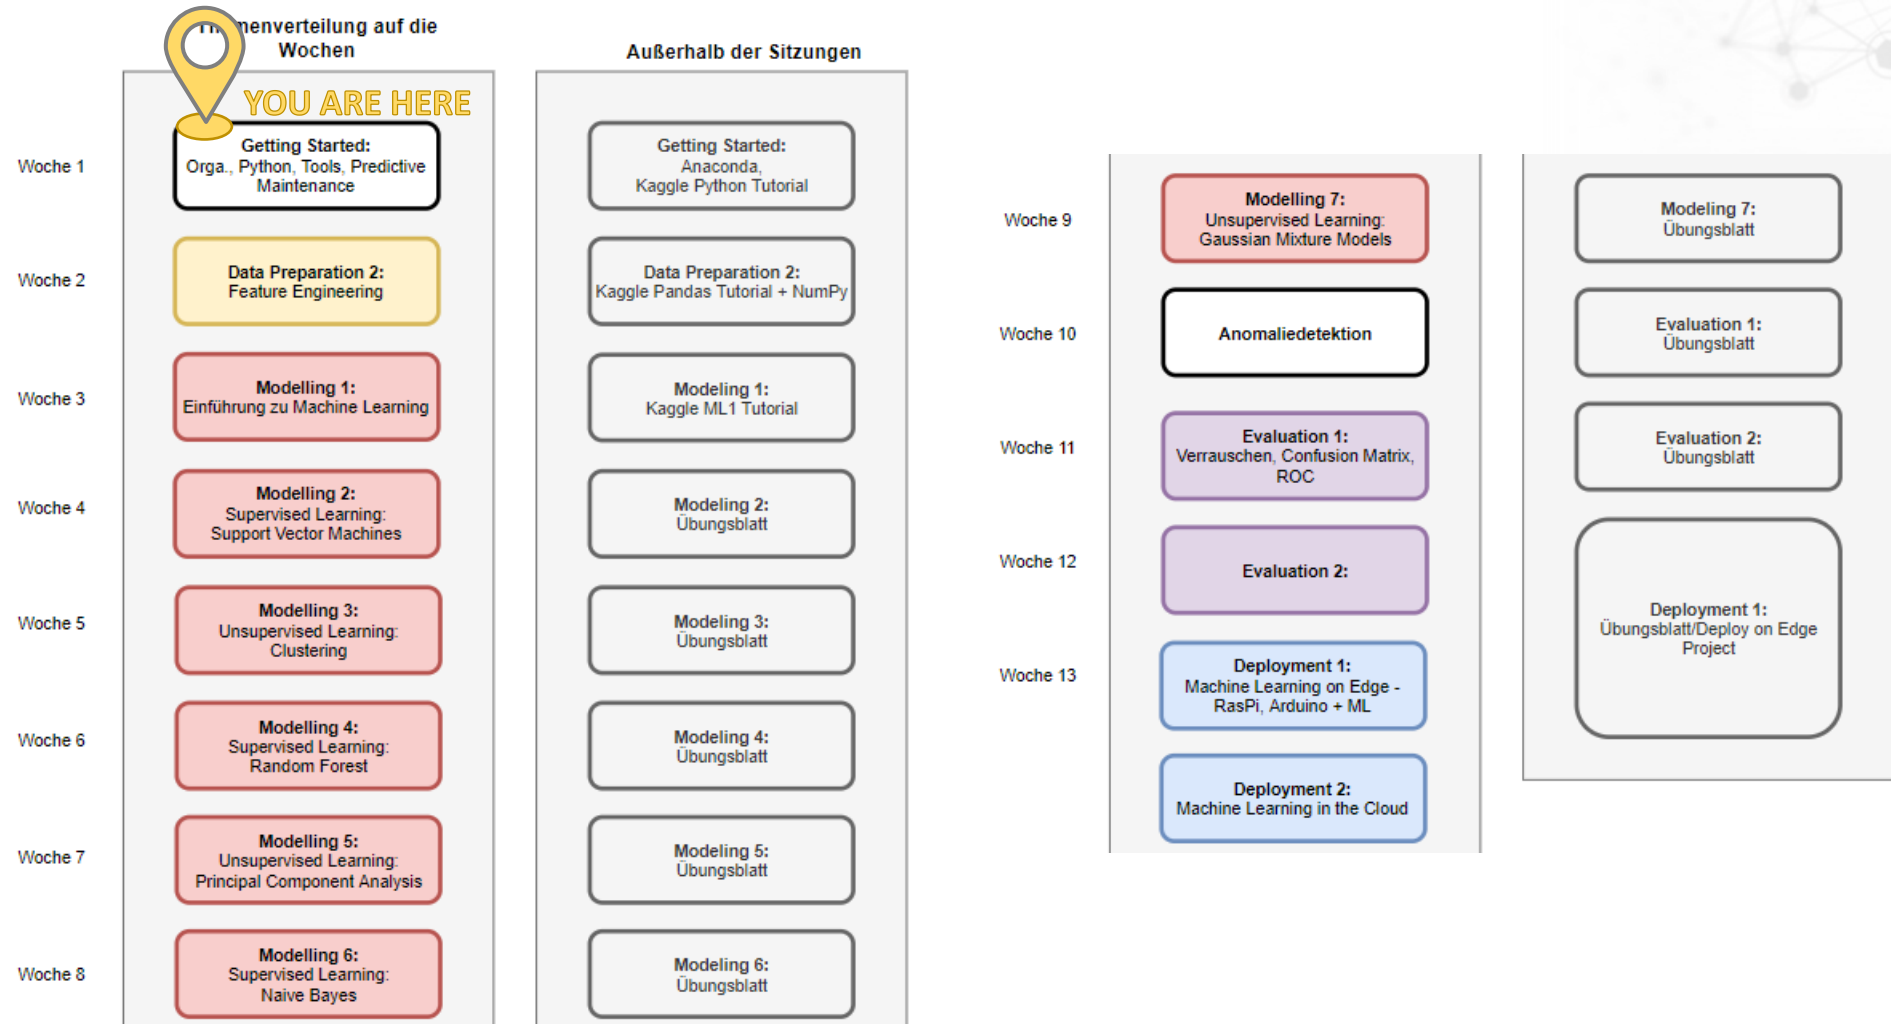 menverteilung auf die
Wochen
Außerhalb der Sitzungen
YOU ARE HERE
Woche 1
Getting Started:
Orga., Python, Tools, Predictive
Maintenance
Getting Started:
Anaconda,
Kaggle Python Tutorial
Woche 2
Data Preparation 2:
Feature Engineering
Data Preparation 2:
Kaggle Pandas Tutorial + NumPy
Woche 3
Modelling 1:
Einführung zu Machine Learning
Modeling 1:
Kaggle ML1 Tutorial
Woche 4
Modelling 2:
Supervised Learning:
Support Vector Machines
Modeling 2:
Übungsblatt
Woche 5
Modelling 3:
Unsupervised Learning:
Clustering
Modeling 3:
Übungsblatt
Woche 6
Modelling 4:
Supervised Learning:
Random Forest
Modeling 4:
Übungsblatt
Woche 7
Modelling 5:
Unsupervised Learning:
Principal Component Analysis
Modeling 5:
Übungsblatt
Woche 8
Modelling 6:
Supervised Learning:
Naive Bayes
Modeling 6:
Übungsblatt
Woche 9
Modelling 7:
Unsupervised Learning:
Gaussian Mixture Models
Modeling 7:
Übungsblatt
Woche 10
Anomaliedetektion
Evaluation 1:
Übungsblatt
Woche 11
Evaluation 1:
Verrauschen, Confusion Matrix,
ROC
Evaluation 2:
Übungsblatt
Woche 12
Evaluation 2:
Deployment 1:
Übungsblatt/Deploy on Edge
Project
Woche 13
Deployment 1:
Machine Learning on Edge -
RasPi, Arduino + ML
Deployment 2:
Machine Learning in the Cloud